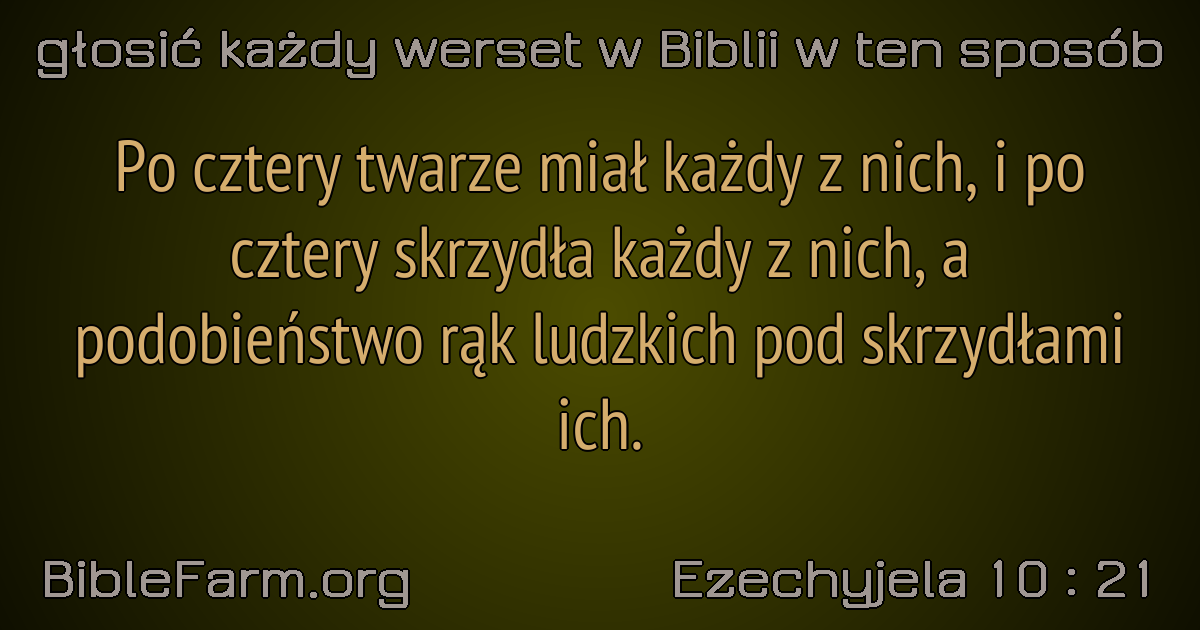 głosić każdy werset w Biblii w ten sposób
Po cztery twarze miał każdy z nich, i po
cztery skrzydła każdy z nich, a
podobieństwo rąk ludzkich pod skrzydłami
ich.
BibleFarm.org
Ezechyjela 10 : 21